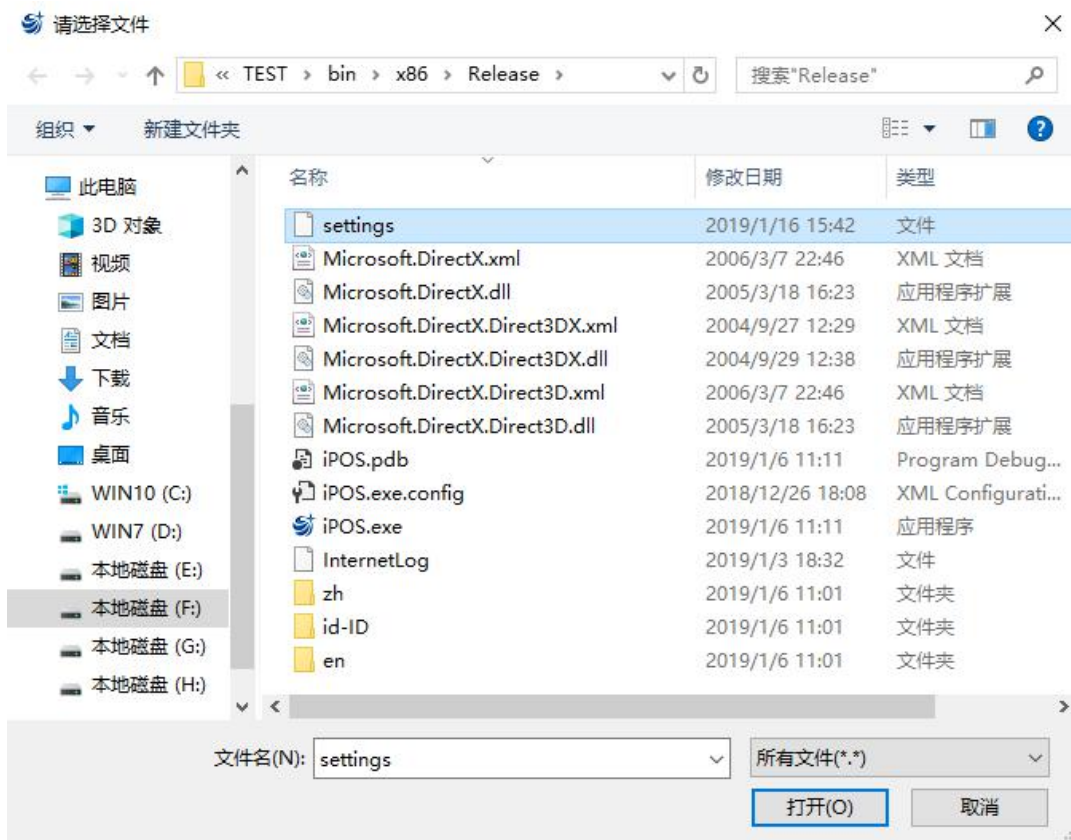 请选择文件
« TEST › bin › x86 › Release ›
搜索"Release"
组织
新建文件夹
此电脑
3D 对象
视频
图片
文档
下载
音乐
桌面
WIN10 (C:)
WIN7 (D:)
本地磁盘 (E:)
本地磁盘 (F:)
本地磁盘 (G:)
本地磁盘 (H:)
名称 修改日期 类型
settings 2019/1/16 15:42 文件
Microsoft.DirectX.xml 2006/3/7 22:46 XML 文档
Microsoft.DirectX.dll 2005/3/18 16:23 应用程序扩展
Microsoft.DirectX.Direct3DX.xml 2004/9/27 12:29 XML 文档
Microsoft.DirectX.Direct3DX.dll 2004/9/29 12:38 应用程序扩展
Microsoft.DirectX.Direct3D.xml 2006/3/7 22:46 XML 文档
Microsoft.DirectX.Direct3D.dll 2005/3/18 16:23 应用程序扩展
iPOS.pdb 2019/1/6 11:11 Program Debug...
iPOS.exe.config 2018/12/26 18:08 XML Configurati...
iPOS.exe 2019/1/6 11:11 应用程序
InternetLog 2019/1/3 18:32 文件
zh 2019/1/6 11:01 文件夹
id-ID 2019/1/6 11:01 文件夹
en 2019/1/6 11:01 文件夹
文件名(N): settings
所有文件(*.*)
打开(O) 取消